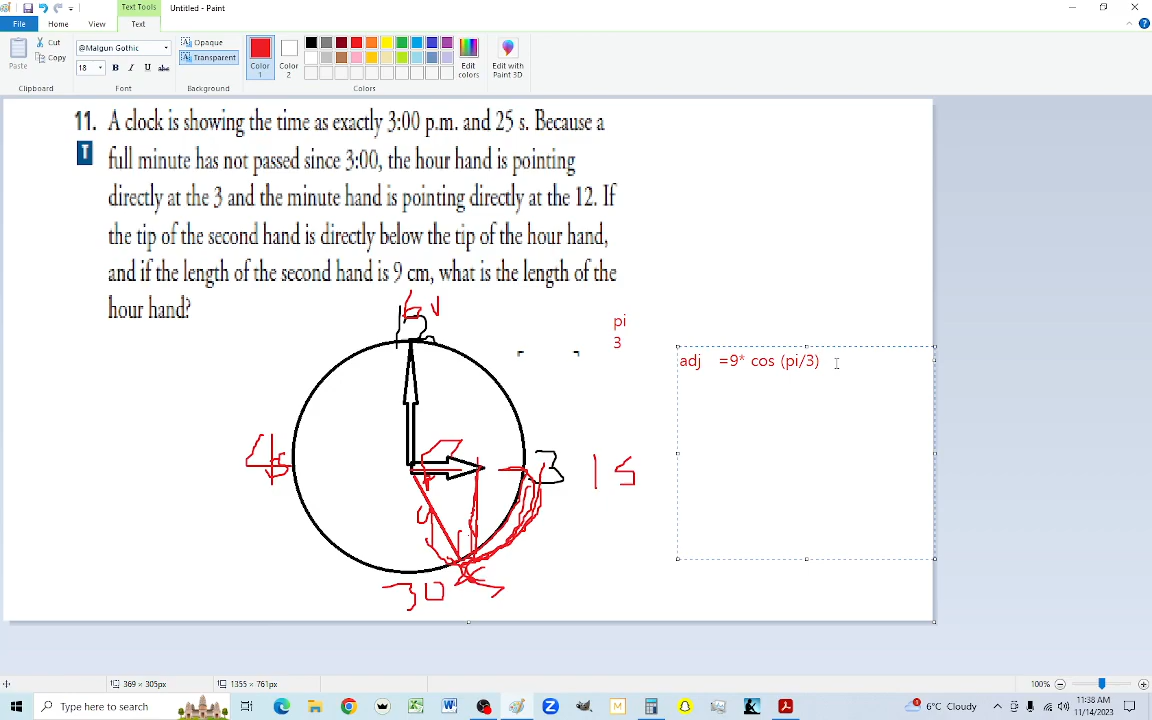 Text Tools
Untitled - Paint
File
Home
View
Text
Paste
Cut
Copy
Clipboard
@Malgun Gothic
18
B I U abc
Font
Opaque
Transparent
Background
Color 1
Color 2
Colors
Edit colors
Edit with Paint 3D
11. A clock is showing the time as exactly 3:00 p.m. and 25 s. Because a
T full minute has not passed since 3:00, the hour hand is pointing
directly at the 3 and the minute hand is pointing directly at the 12. If
the tip of the second hand is directly below the tip of the hour hand,
and if the length of the second hand is 9 cm, what is the length of the
hour hand?
pi
3
adj =9* cos (pi/3)
45
3 15
30
369 × 305px
1355 × 761px
100%
Type here to search
6°C Cloudy
11:38 AM
11/14/2023